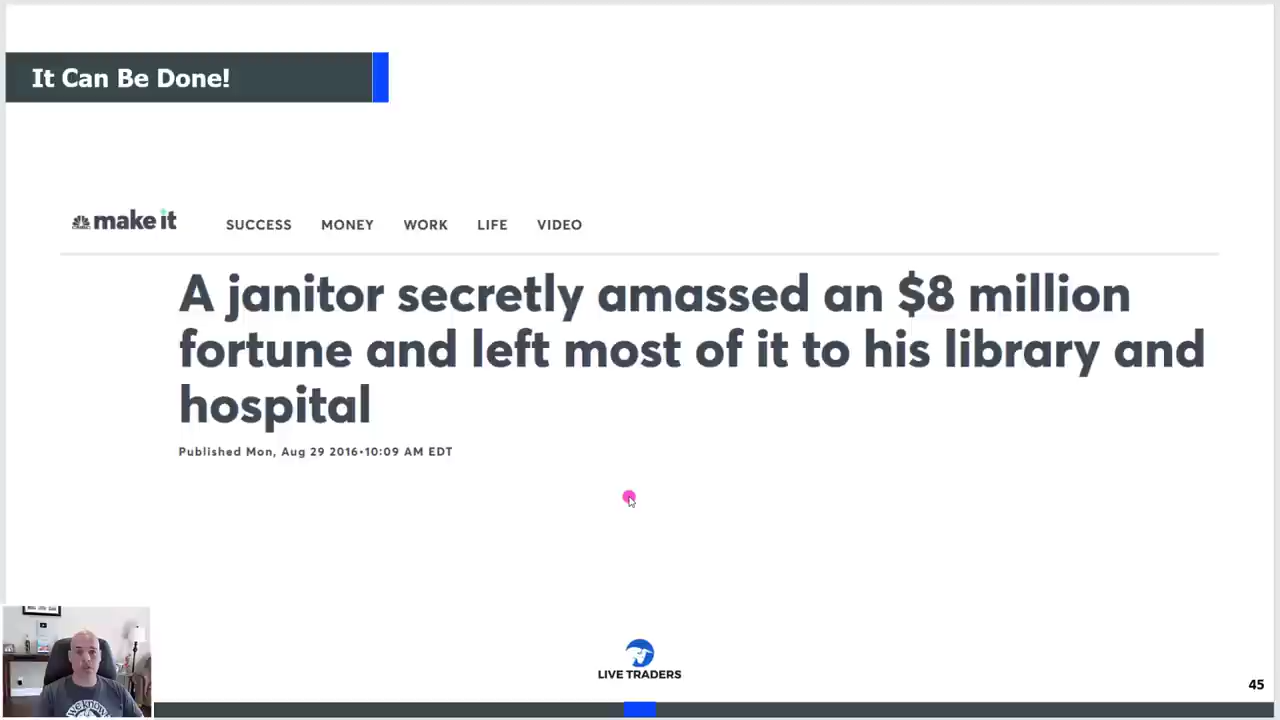 It Can Be Done!
make it SUCCESS MONEY WORK LIFE VIDEO
A janitor secretly amassed an $8 million
fortune and left most of it to his library and
hospital
Published Mon, Aug 29 2016•10:09 AM EDT
LIVE TRADERS
45